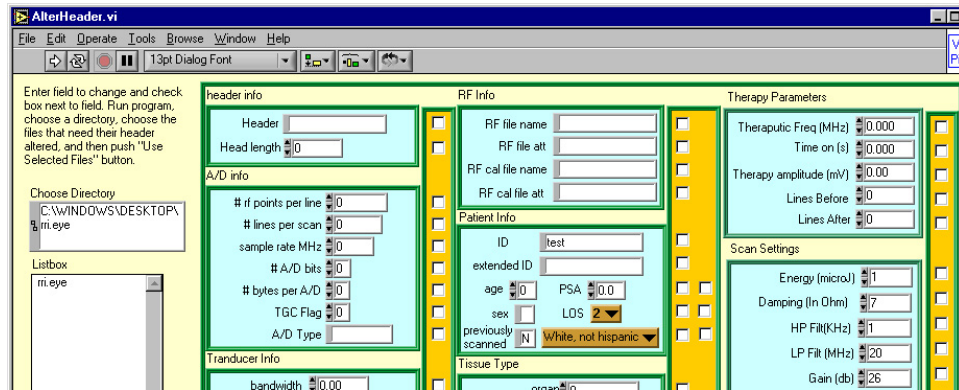 AlterHeader.vi
File Edit Operate Tools Browse Window Help
13pt Dialog Font
Enter field to change and check
box next to field. Run program,
choose a directory, choose the
files that need their header
altered, and then push "Use
Selected Files" button.
Choose Directory
C:\WINDOWS\DESKTOP\
rri.eye
Listbox
rri.eye
header info
Header
Head length 0
A/D info
# rf points per line 0
# lines per scan 0
sample rate MHz 0
# A/D bits 0
# bytes per A/D 0
TGC Flag 0
A/D Type
Tranducer Info
bandwidth 0.00
RF Info
RF file name
RF file att
RF cal file name
RF cal file att
Patient Info
ID test
extended ID
age 0 PSA 0.0
sex LOS 2
previously
scanned N White, not hispanic
Tissue Type
organ 0
Therapy Parameters
Theraputic Freq (MHz) 0.000
Time on (s) 0.000
Therapy amplitude (mV) 0.00
Lines Before 0
Lines After 0
Scan Settings
Energy (microJ) 1
Damping (In Ohm) 7
HP Filt(KHz) 1
LP Filt (MHz) 20
Gain (db) 26